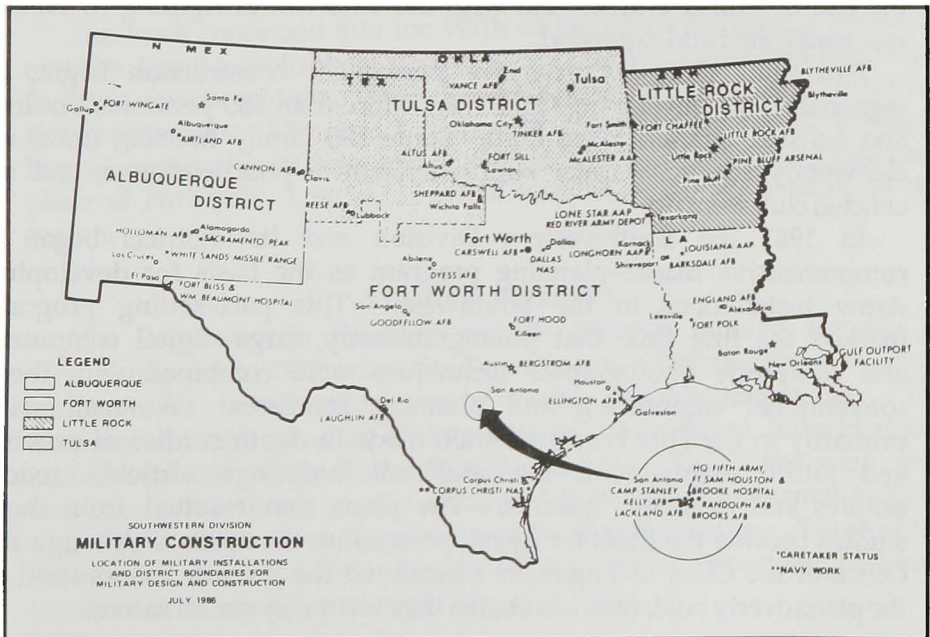 N MEX
OKLA
TEX
ARK
LA
Enid
VANCE AFB
Tulsa
BLYTHEVILLE AFB
Blytheville
TULSA DISTRICT
LITTLE ROCK
DISTRICT
Gallup
FORT WINGATE
Santa Fe
Oklahoma City
TINKER AFB
Fort Smith
FORT CHAFFEE
LITTLE ROCK AFB
Albuquerque
KIRTLAND AFB
McAlester
McALESTER AAP
Little Rock
PINE BLUFF ARSENAL
Pine Bluff
ALTUS AFB
Altus
FORT SILL
Lawton
CANNON AFB
Clovis
ALBUQUERQUE
DISTRICT
REESE AFB
Lubbock
SHEPPARD AFB
Wichita Falls
LONE STAR AAP
RED RIVER ARMY DEPOT
Texarkana
HOLLOMAN AFB
Alamogordo
SACRAMENTO PEAK
Las Cruces
WHITE SANDS MISSILE RANGE
El Paso
FORT BLISS &
WM. BEAUMONT HOSPITAL
Fort Worth
CARSWELL AFB
Dallas
DALLAS
NAS
Karnack
LONGHORN AAP
LOUISIANA AAP
Shreveport
BARKSDALE AFB
Abilene
DYESS AFB
FORT WORTH DISTRICT
ENGLAND AFB
Alexandria
Leesville
FORT POLK
San Angelo
GOODFELLOW AFB
FORT HOOD
Killeen
Baton Rouge
New Orleans
GULF OUTPORT
FACILITY
Austin
BERGSTROM AFB
San Antonio
Houston
ELLINGTON AFB
Galveston
Del Rio
LAUGHLIN AFB
Corpus Christi
** CORPUS CHRISTI NAS
San Antonio
HQ FIFTH ARMY,
FT SAM HOUSTON &
BROOKE HOSPITAL
CAMP STANLEY
KELLY AFB
RANDOLPH AFB
LACKLAND AFB
BROOKS AFB
LEGEND
ALBUQUERQUE
FORT WORTH
LITTLE ROCK
TULSA
SOUTHWESTERN DIVISION
MILITARY CONSTRUCTION
LOCATION OF MILITARY INSTALLATIONS
AND DISTRICT BOUNDARIES FOR
MILITARY DESIGN AND CONSTRUCTION
JULY 1986
*CARETAKER STATUS
**NAVY WORK